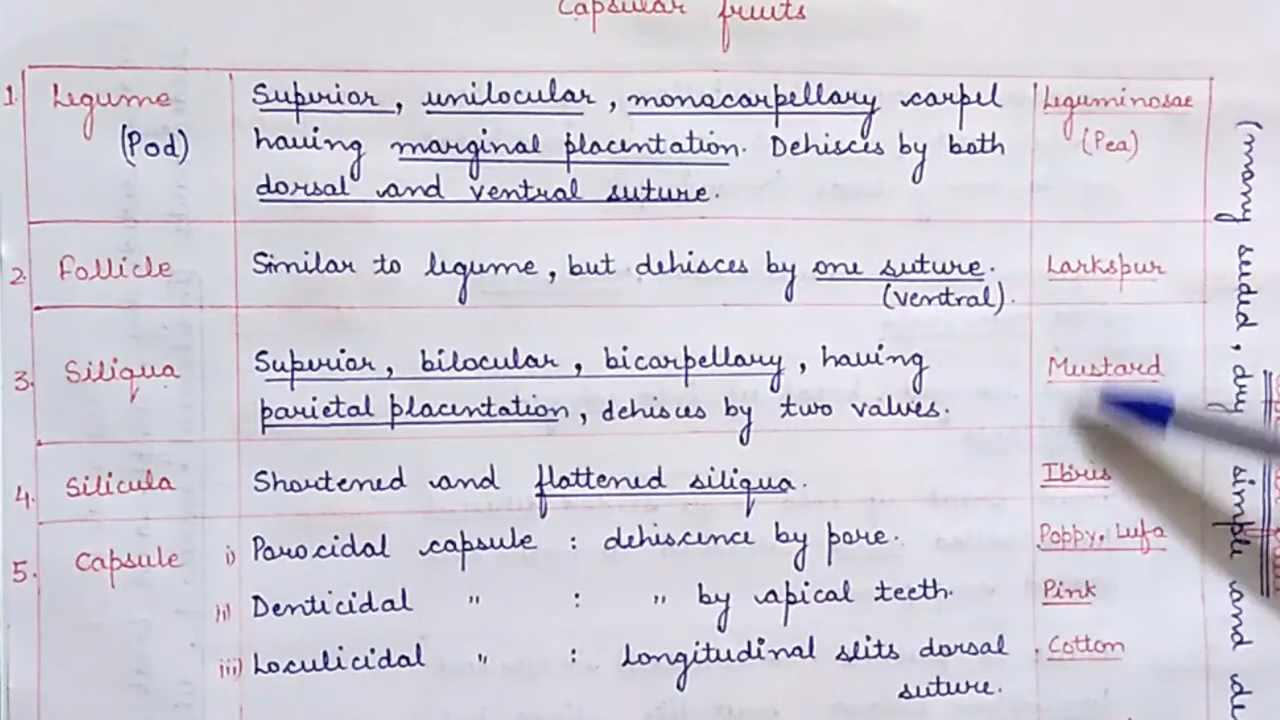 Capsular fruits
1. Legume Superior, unilocular, monocarpellary carpel Leguminosae
(Pod) having marginal placentation. Dehisces by both (Pea)
dorsal and ventral suture.
2. Follicle Similar to legume, but dehisces by one suture. Larkspur
(ventral).
3. Siliqua Superior, bilocular, bicarpellary, having Mustard
parietal placentation, dehisces by two valves.
4. Silicula Shortened and flattened siliqua. Ibris
5. Capsule i) Porocidal capsule : dehiscence by pore. Poppy, Lufa
ii) Denticidal " : " by apical teeth. Pink
iii) Loculicidal " : Longitudinal slits dorsal Cotton
suture.
(many seeded, dry simple and